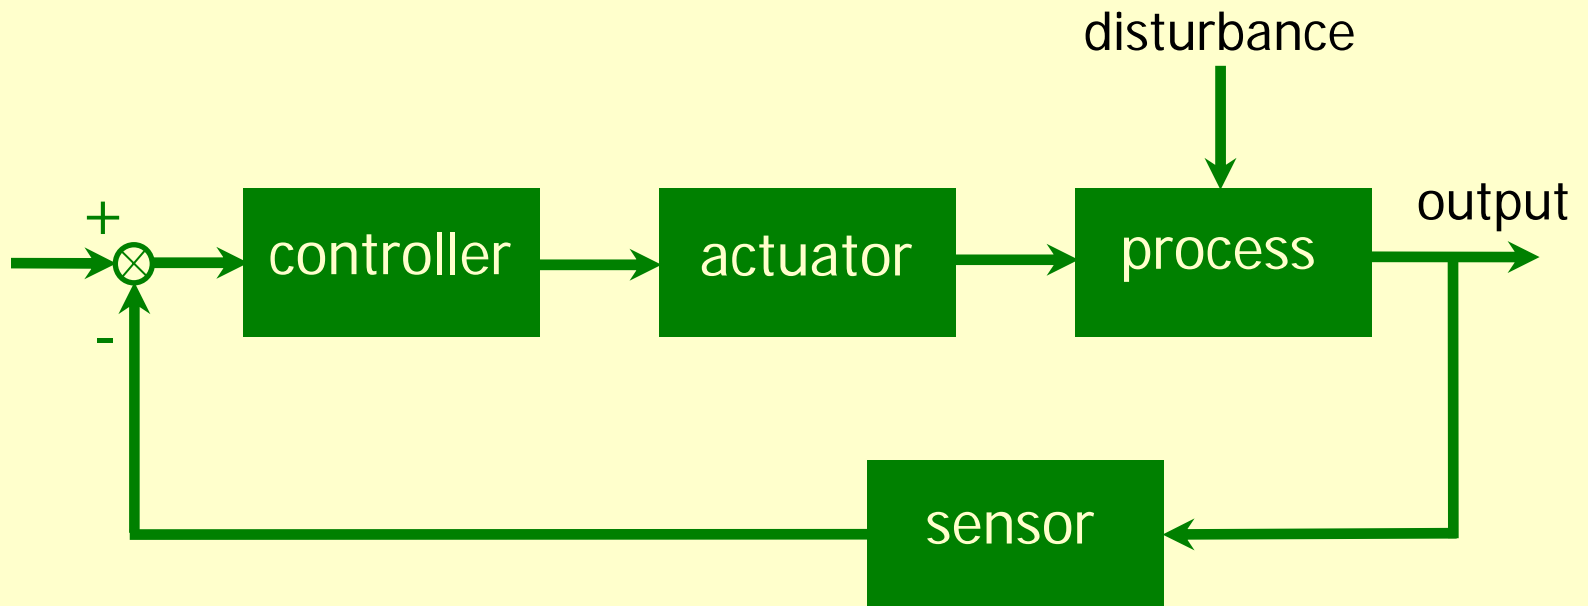 disturbance
+
controller
actuator
process
output
-
sensor